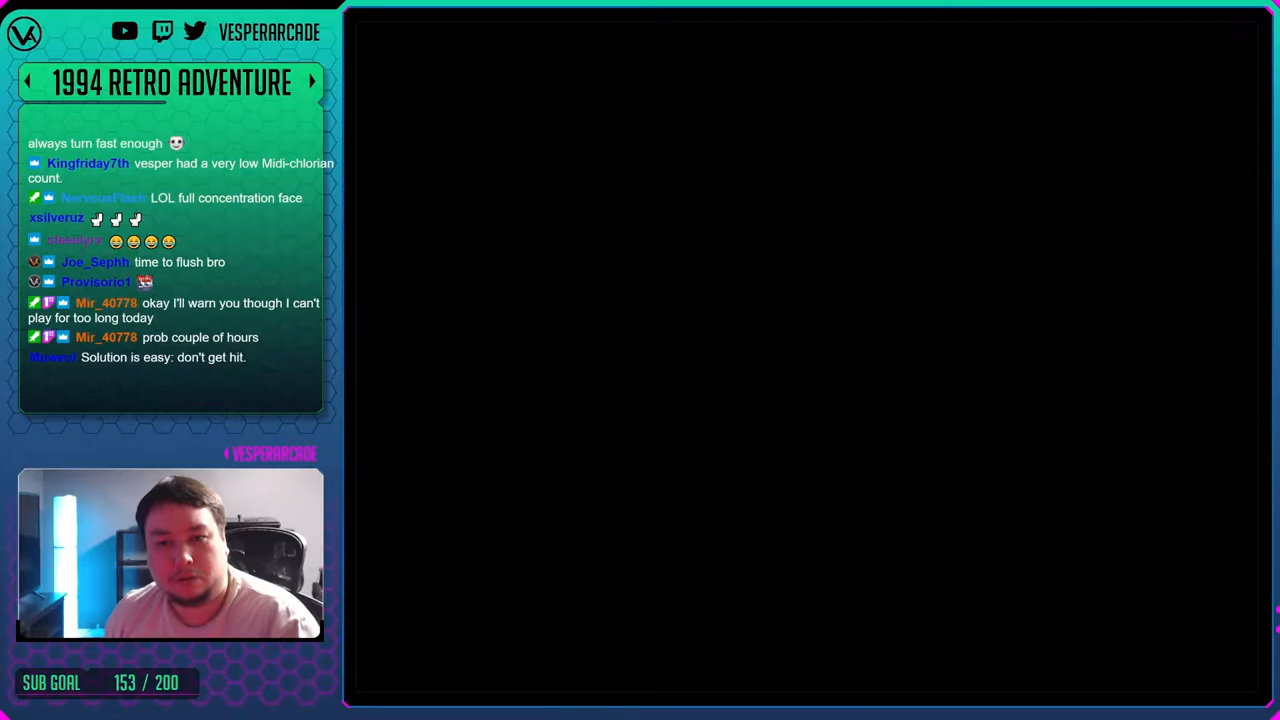 VA
VESPERARCADE
1994 RETRO ADVENTURE
always turn fast enough
Kingfriday7th vesper had a very low Midi-chlorian
count.
NervousFlash LOL full concentration face
xsilveruz
Joe_Sephh time to flush bro
Provisorio1
Mir_40778 okay I'll warn you though I can't
play for too long today
Mir_40778 prob couple of hours
Solution is easy: don't get hit.
VESPERARCADE
SUB GOAL 153 / 200